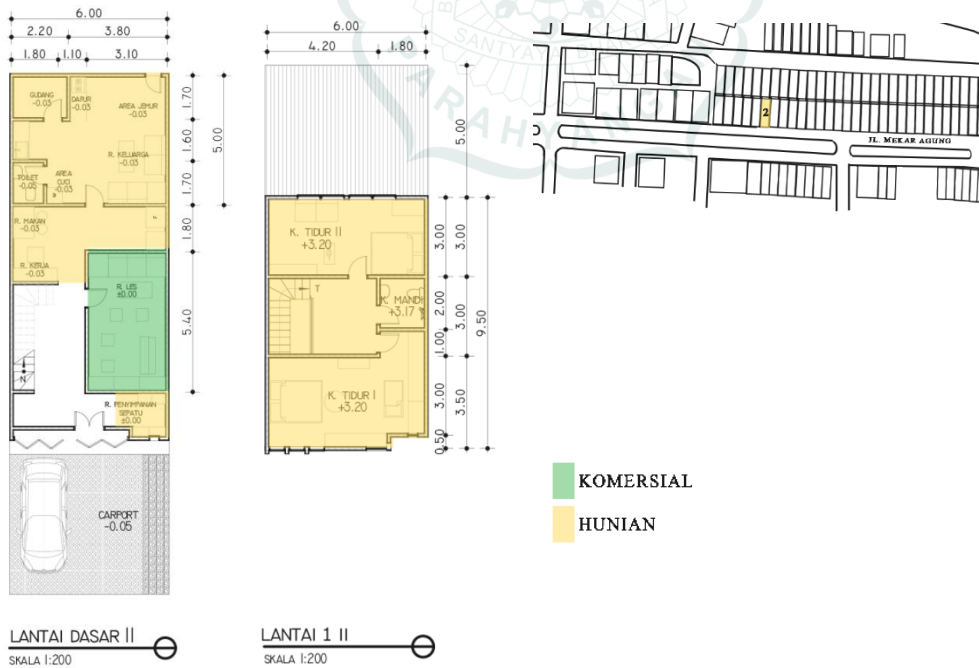 6.00
2.20 3.80
1.80 1.10 3.10
GUDANG
-0.03
DAPUR
-0.03
AREA JEMUR
-0.03
R. KELUARGA
-0.03
TOILET
-0.05
AREA
CUCI
-0.03
R. MAKAN
-0.03
R. KERJA
-0.03
R. LES
±0.00
N
R. PENYIMPANAN
SEPATU
±0.00
CARPORT
-0.05
1.70
1.60
1.70
1.80
5.40
5.00
LANTAI DASAR II
SKALA 1:200
6.00
4.20 1.80
5.00
K. TIDUR II
+3.20
T
K. MANDI
+3.17
K. TIDUR I
+3.20
3.00
2.00
1.00
3.00
0.50
3.00
3.00
3.50
9.50
LANTAI 1 II
SKALA 1:200
2
JL. MEKAR AGUNG
KOMERSIAL
HUNIAN